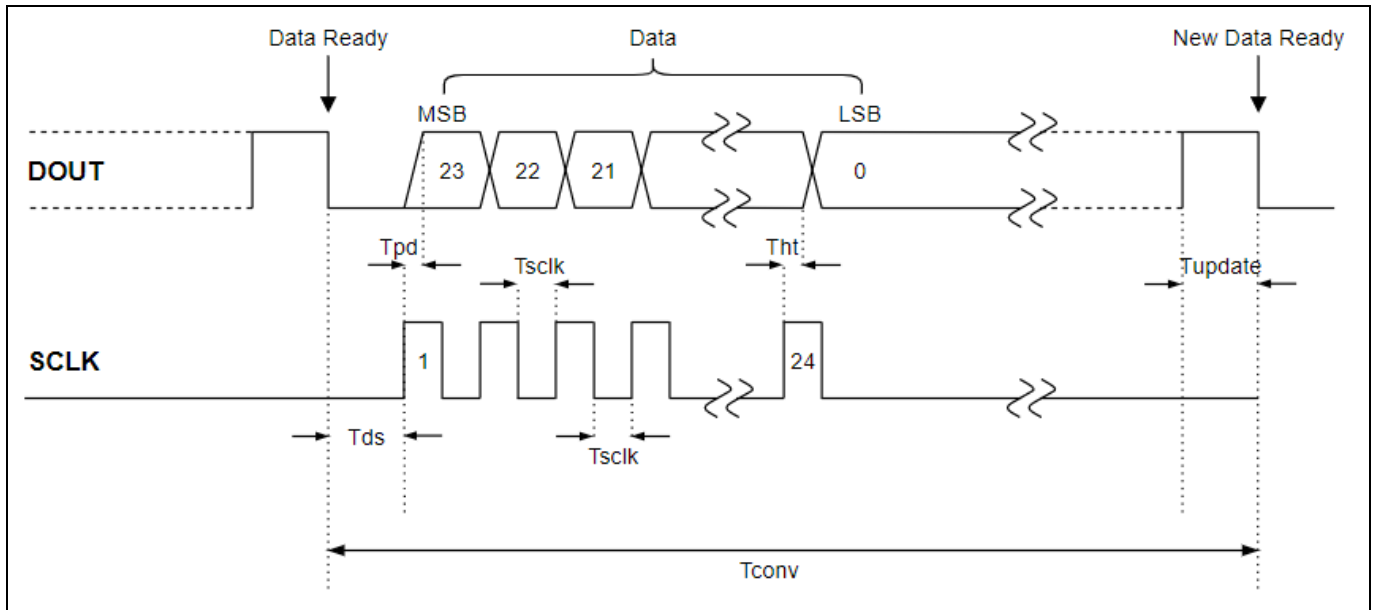 Data Ready Data New Data Ready
MSB LSB
DOUT 23 22 21 0
Tpd Tsclk Tht Tupdate
SCLK 1 24
Tds Tsclk
Tconv